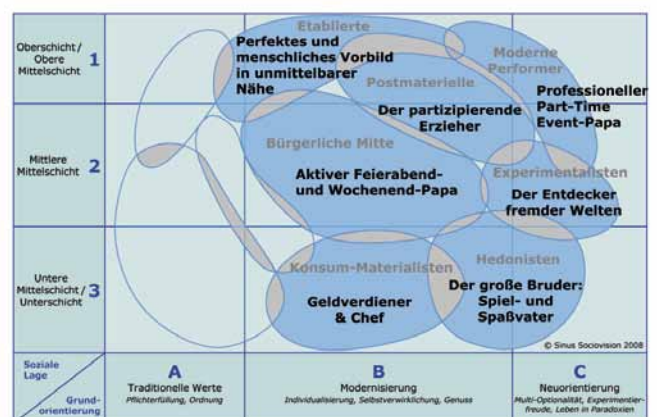 Oberschicht /
Obere
Mittelschicht
1
Etablierte
Perfektes und
menschliches Vorbild
in unmittelbarer
Nähe
Postmaterielle
Der partizipierende
Erzieher
Moderne
Performer
Professioneller
Part-Time
Event-Papa
Mittlere
Mittelschicht
2
Bürgerliche Mitte
Aktiver Feierabend-
und Wochenend-Papa
Experimentalisten
Der Entdecker
fremder Welten
Untere
Mittelschicht /
Unterschicht
3
Konsum-Materialisten
Geldverdiener
& Chef
Hedonisten
Der große Bruder:
Spiel- und
Spaßvater
© Sinus Sociovision 2008
Soziale
Lage
Grund-
orientierung
A
Traditionelle Werte
Pflichterfüllung, Ordnung
B
Modernisierung
Individualisierung, Selbstverwirklichung, Genuss
C
Neuorientierung
Multi-Optionalität, Experimentier-
freude, Leben in Paradoxien